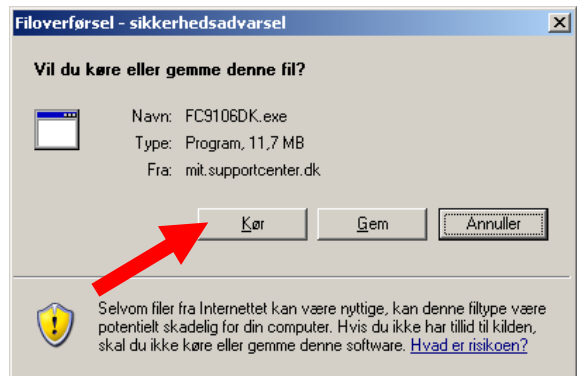 Filoverførsel - sikkerhedsadvarsel
Vil du køre eller gemme denne fil?
Navn: FC9106DK.exe
Type: Program, 11,7 MB
Fra: mit.supportcenter.dk
Kør Gem Annuller
Selvom filer fra Internettet kan være nyttige, kan denne filtype være
potentielt skadelig for din computer. Hvis du ikke har tillid til kilden,
skal du ikke køre eller gemme denne software. Hvad er risikoen?